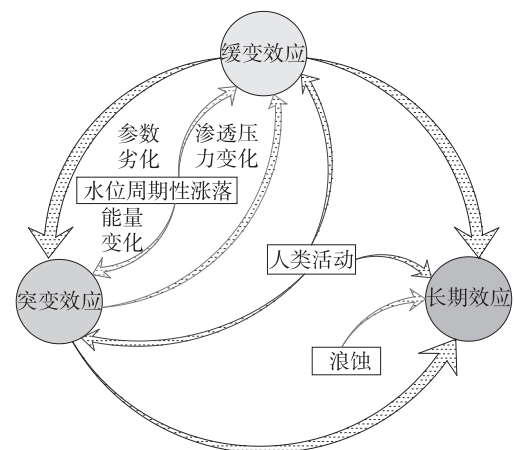 缓变效应
参数
劣化
渗透压
力变化
水位周期性涨落
能量
变化
人类活动
突变效应
长期效应
浪蚀